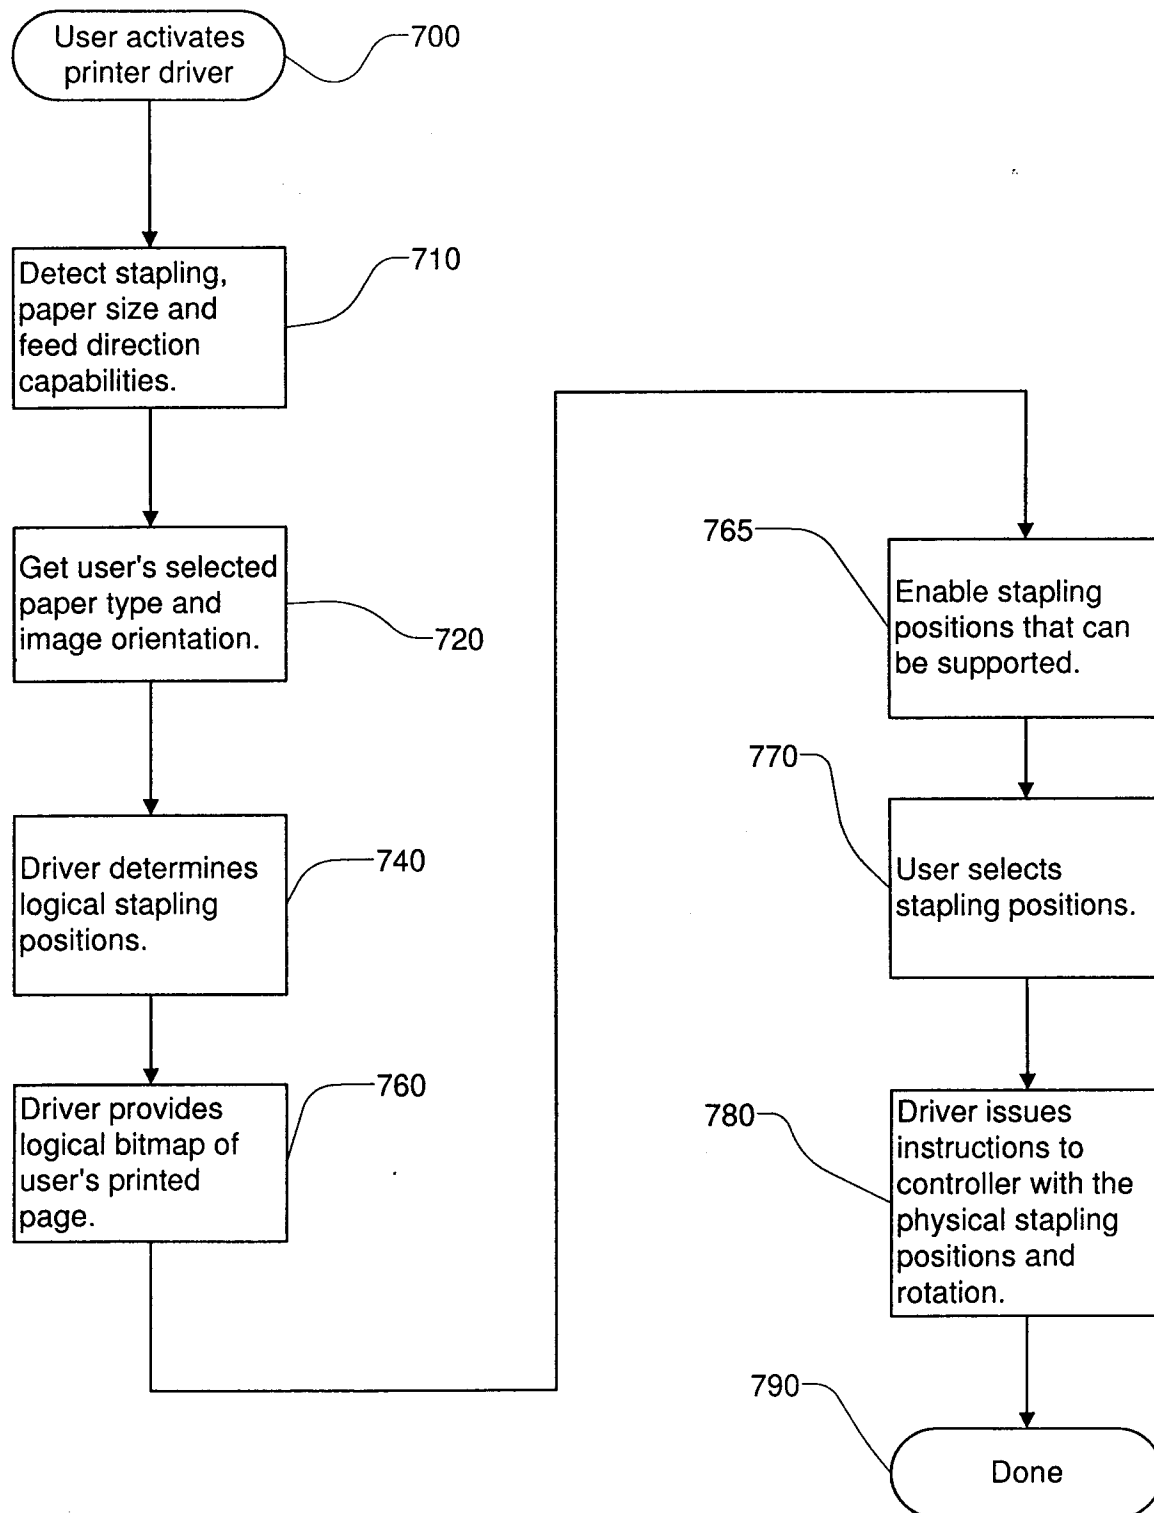 User activates
printer driver
700
Detect stapling,
paper size and
feed direction
capabilities.
710
Get user's selected
paper type and
image orientation.
720
Driver determines
logical stapling
positions.
740
Driver provides
logical bitmap of
user's printed
page.
760
765
Enable stapling
positions that can
be supported.
770
User selects
stapling positions.
780
Driver issues
instructions to
controller with the
physical stapling
positions and
rotation.
790
Done